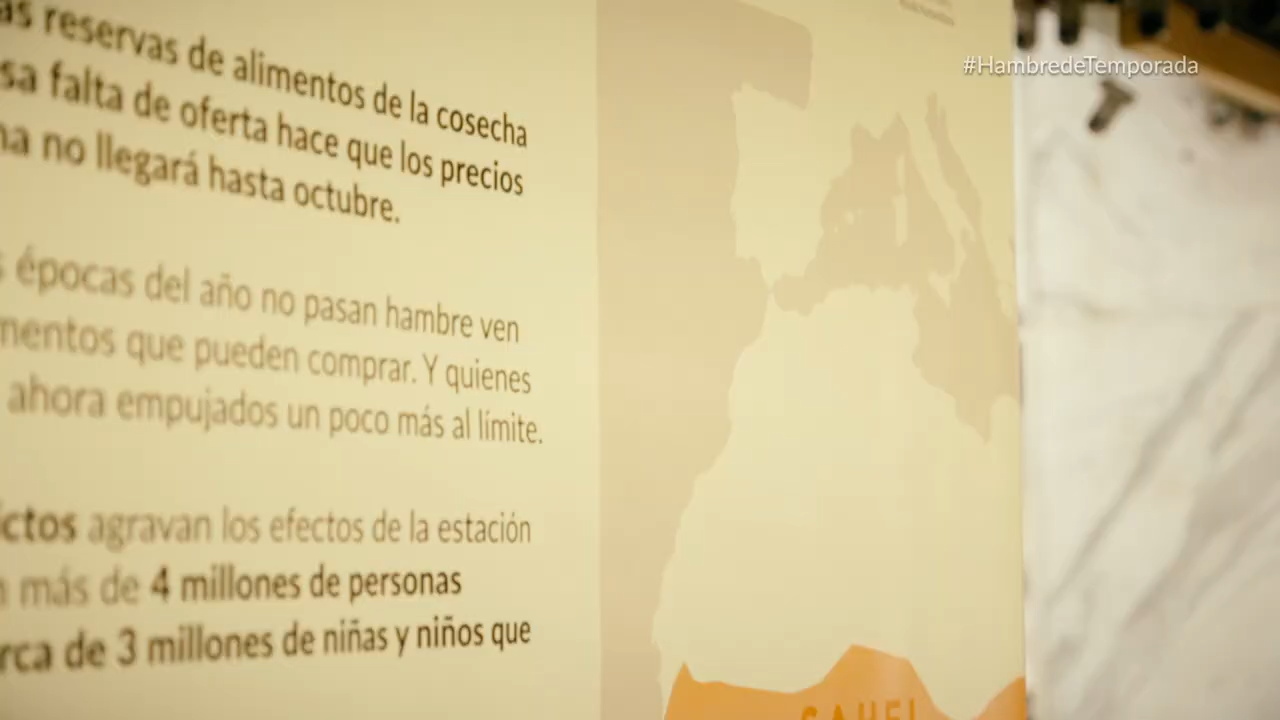 as reservas de alimentos de la cosecha
sa falta de oferta hace que los precios
na no llegará hasta octubre.
s épocas del año no pasan hambre ven
mentos que pueden comprar. Y quienes
ahora empujados un poco más al límite.
ictos agravan los efectos de la estación
n más de 4 millones de personas
rca de 3 millones de niñas y niños que
#HambredeTemporada
SAHEL